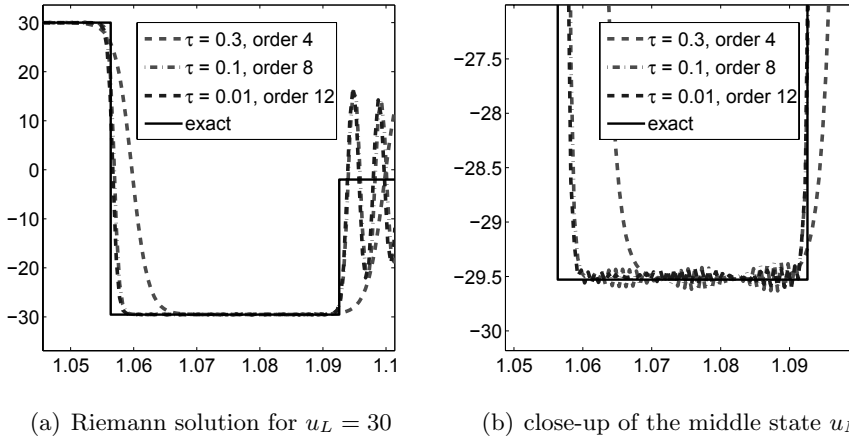 30
20
10
0
−10
−20
−30
1.05
1.06
1.07
1.08
1.09
1.1
τ = 0.3, order 4
τ = 0.1, order 8
τ = 0.01, order 12
exact
−27
−27.5
−28
−28.5
−29
−29.5
−30
1.05
1.06
1.07
1.08
1.09
τ = 0.3, order 4
τ = 0.1, order 8
τ = 0.01, order 12
exact
(a) Riemann solution for u_L = 30
(b) close-up of the middle state